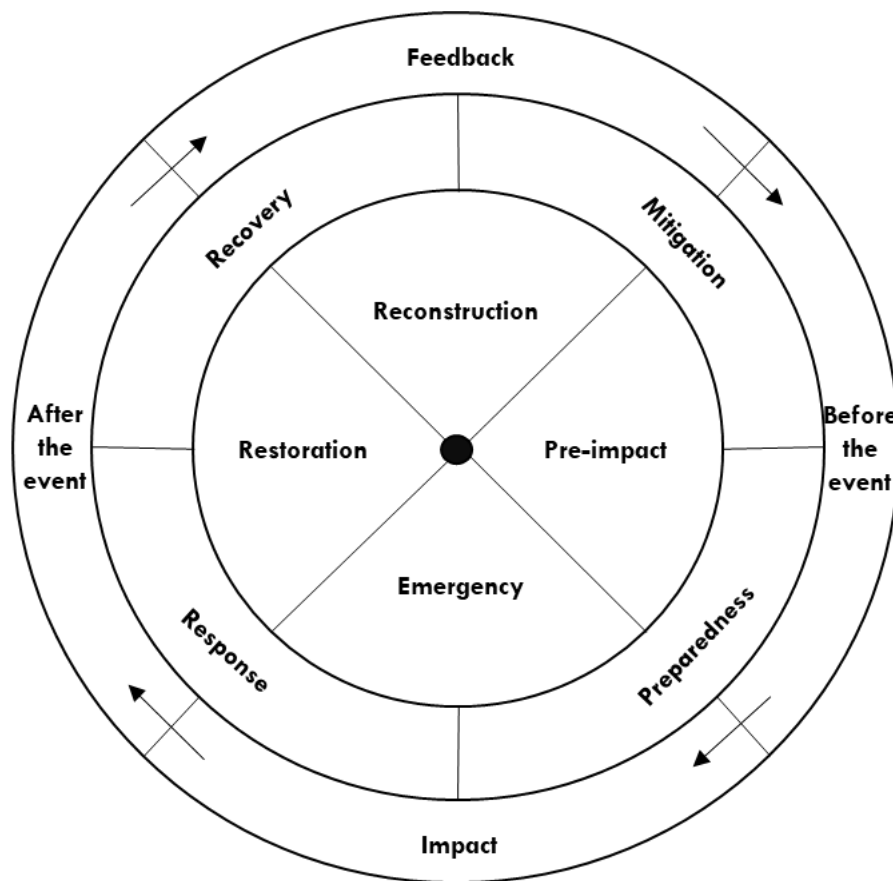 Feedback
Recovery
Mitigation
Reconstruction
After
the
event
Restoration
Pre-impact
Before
the
event
Emergency
Response
Preparedness
Impact